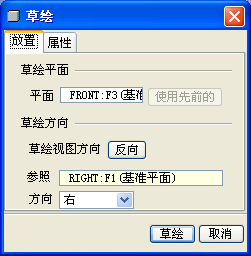 草绘
放置 属性
草绘平面
平面 FRONT:F3(基准 使用先前的
草绘方向
草绘视图方向 反向
参照 RIGHT:F1(基准平面)
方向 右
草绘 取消